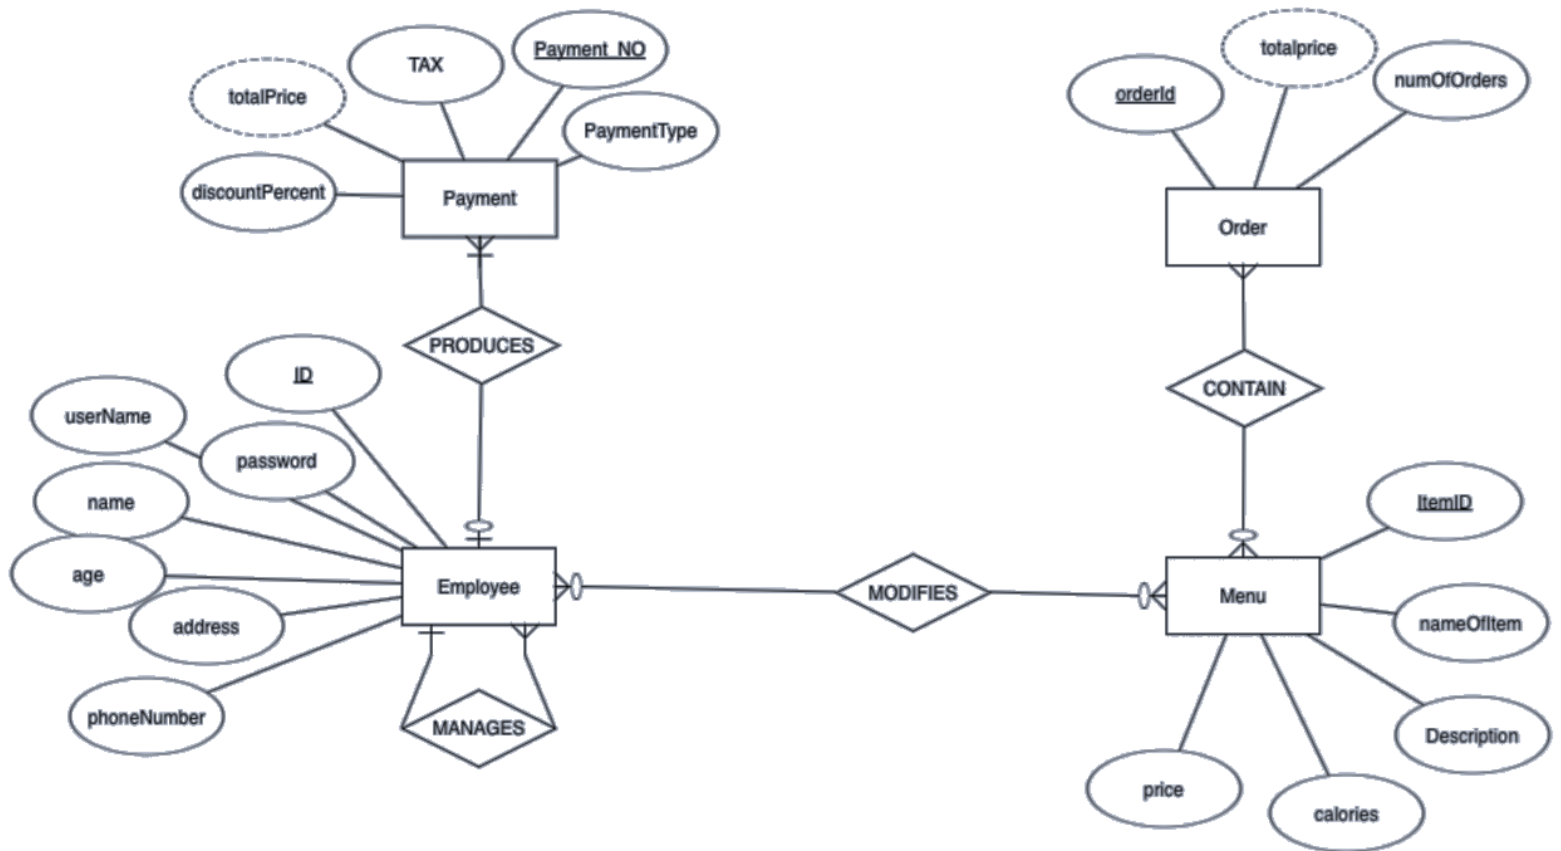 Payment_NO
totalprice
TAX
numOfOrders
totalPrice
orderId
PaymentType
discountPercent
Payment
Order
PRODUCES
ID
CONTAIN
userName
password
name
ItemID
age
Employee
MODIFIES
Menu
address
nameOfItem
phoneNumber
MANAGES
Description
price
calories